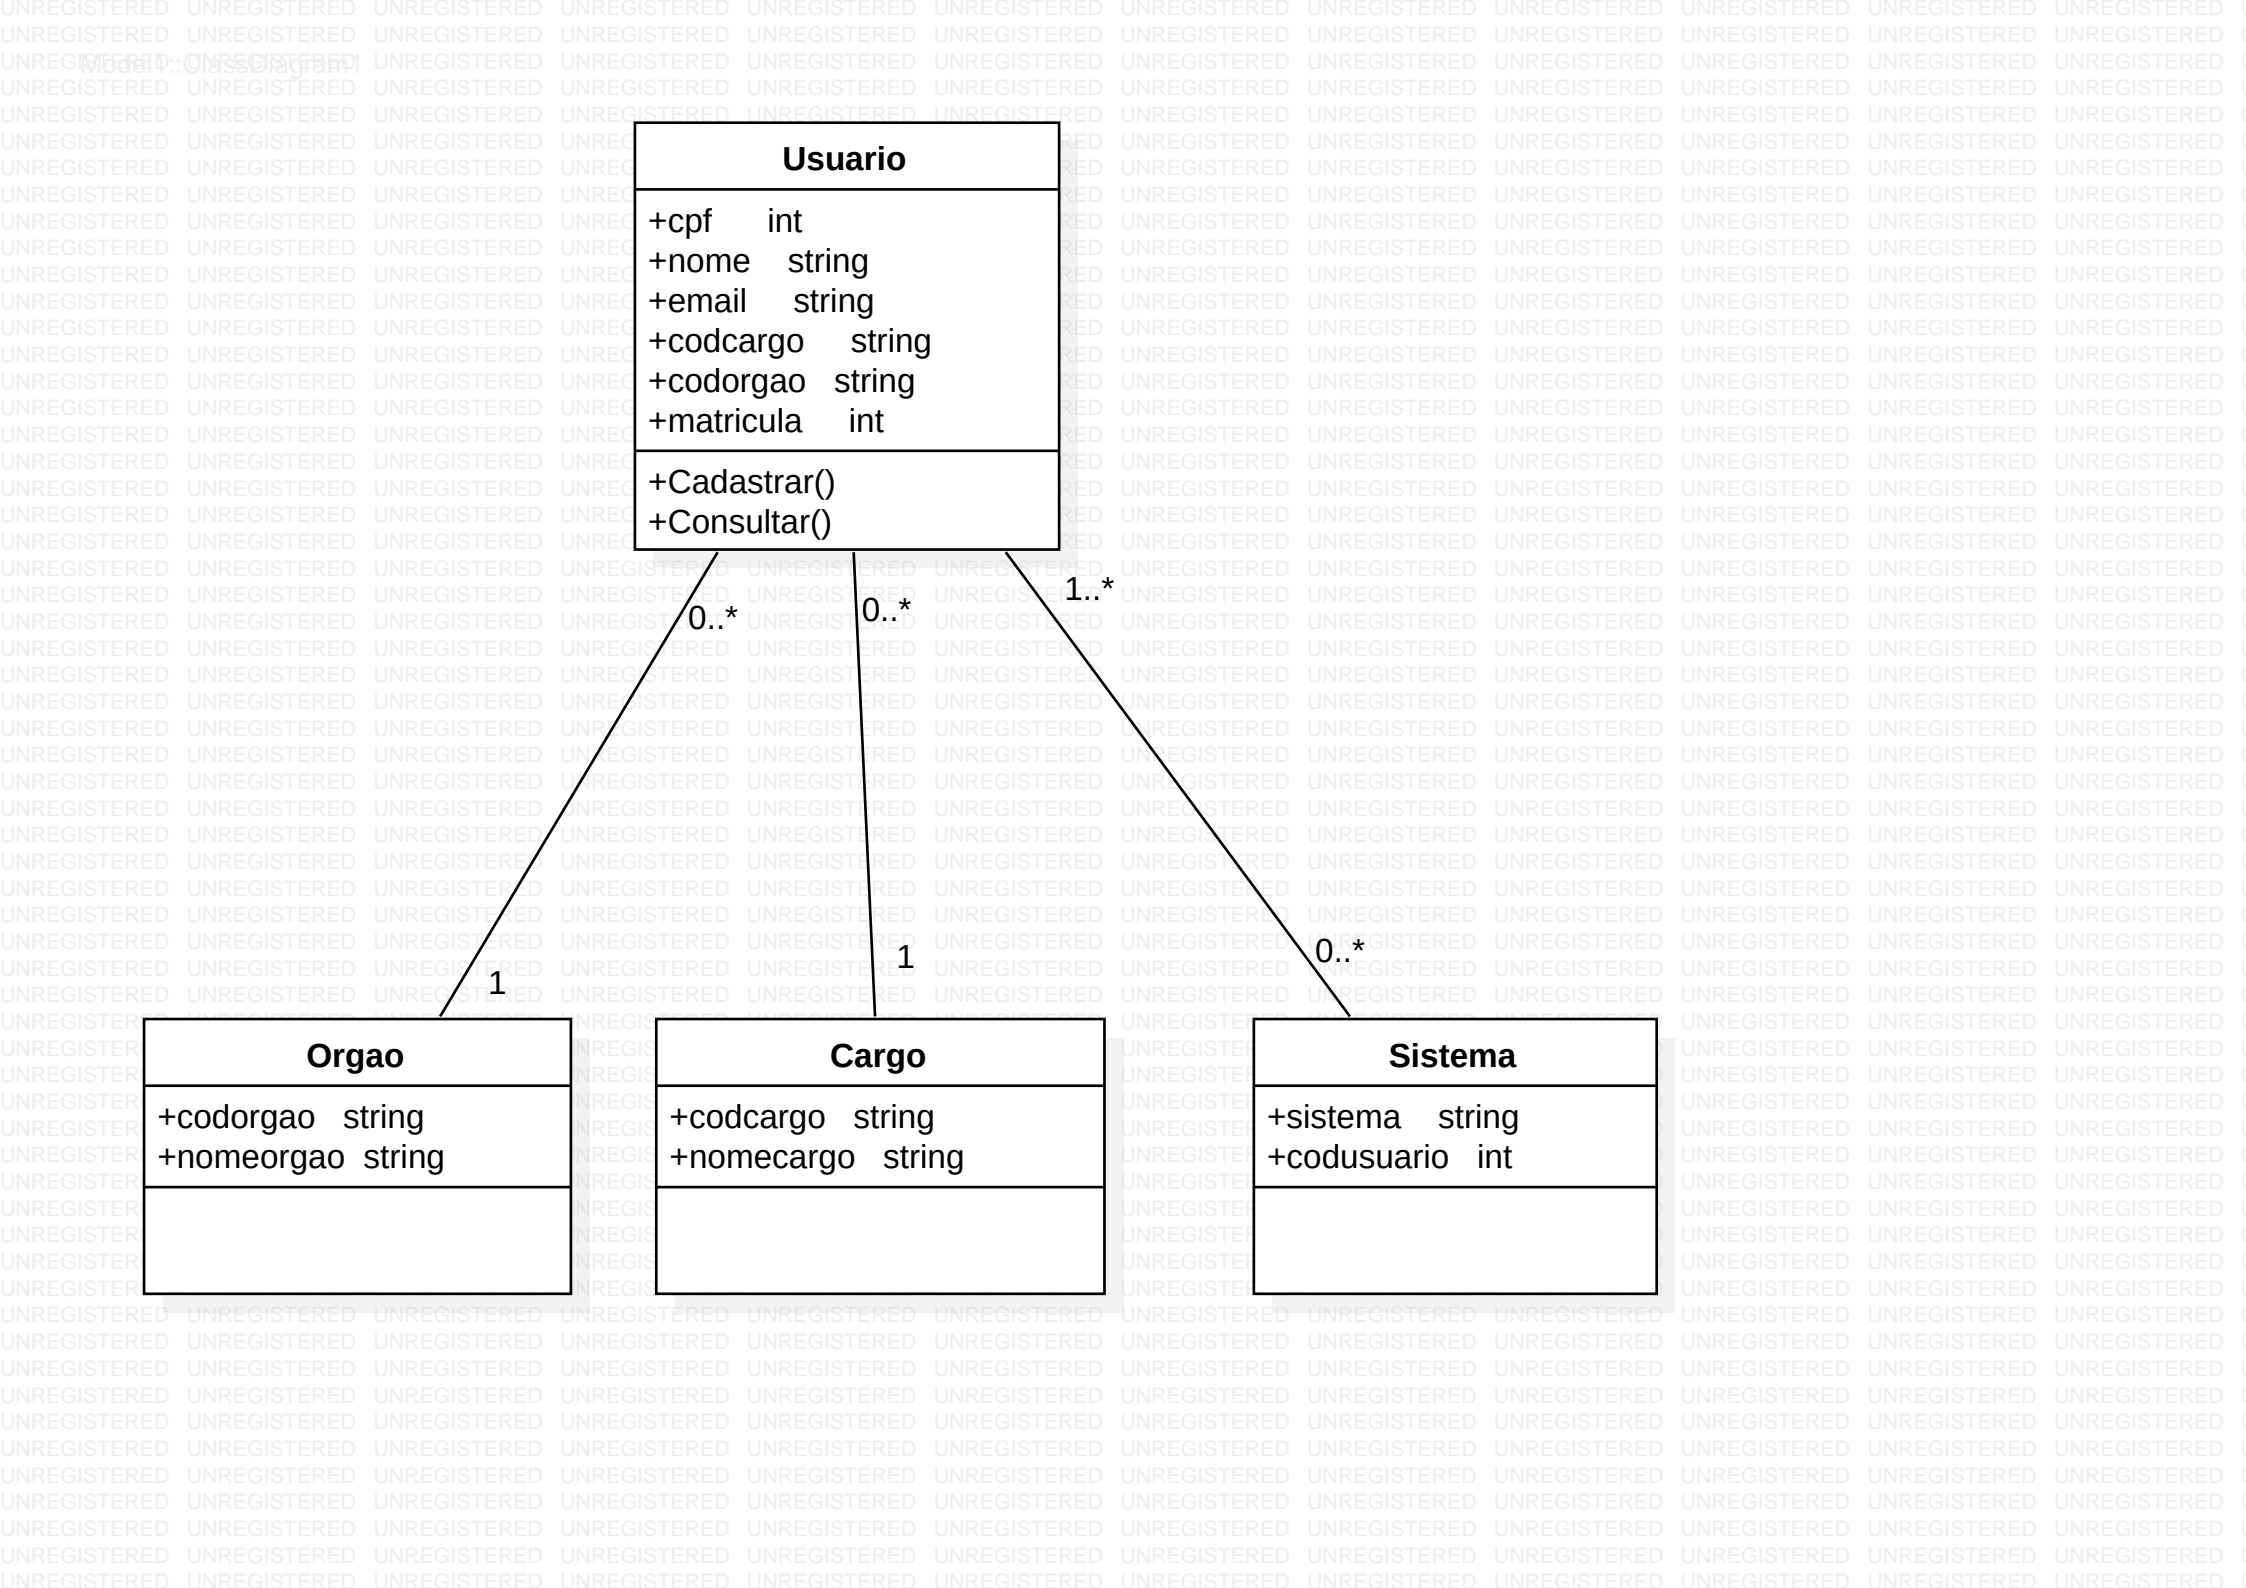 Model1::ClassDiagram1
Usuario
+cpf int
+nome string
+email string
+codcargo string
+codorgao string
+matricula int
+Cadastrar()
+Consultar()
0..*
0..*
1..*
1
1
0..*
Orgao
+codorgao string
+nomeorgao string
Cargo
+codcargo string
+nomecargo string
Sistema
+sistema string
+codusuario int
UNREGISTERED